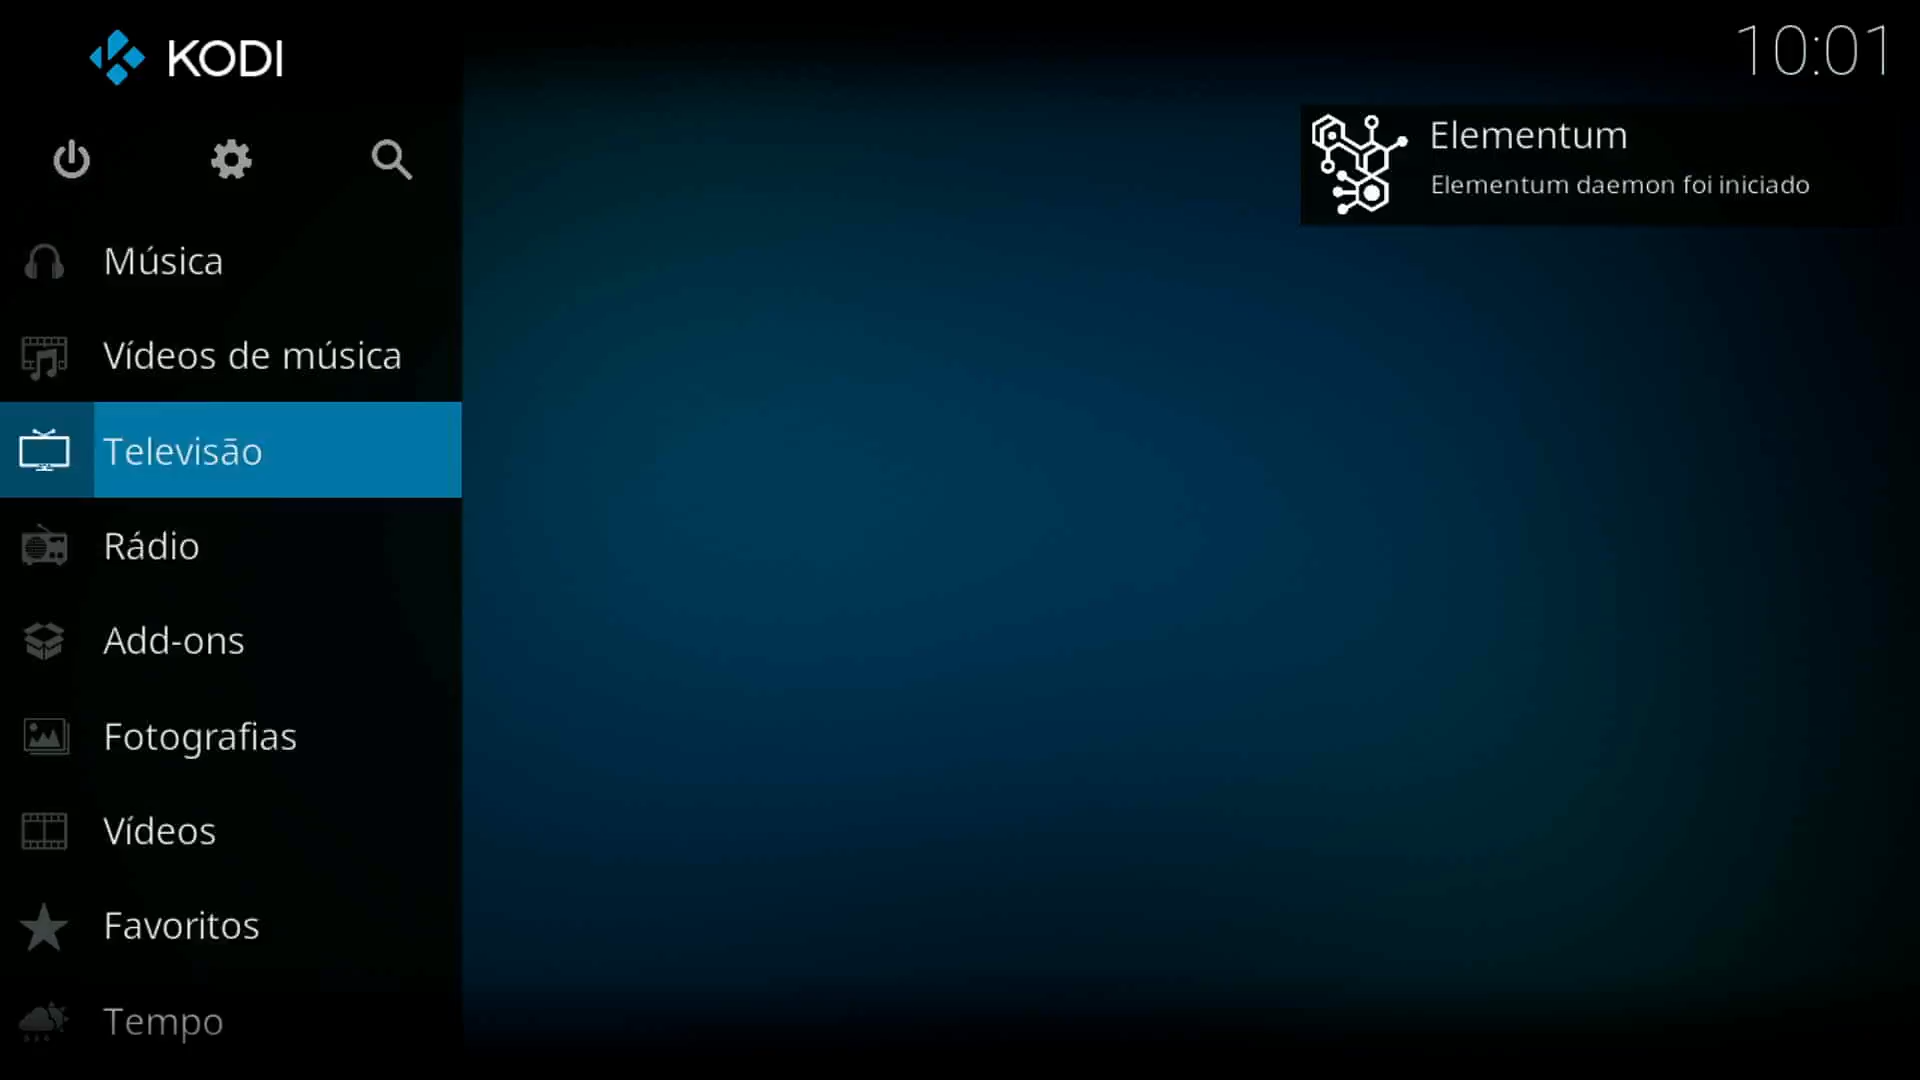 KODI
10:01
Elementum
Elementum daemon foi iniciado
Música
Vídeos de música
Televisão
Rádio
Add-ons
Fotografias
Vídeos
Favoritos
Tempo